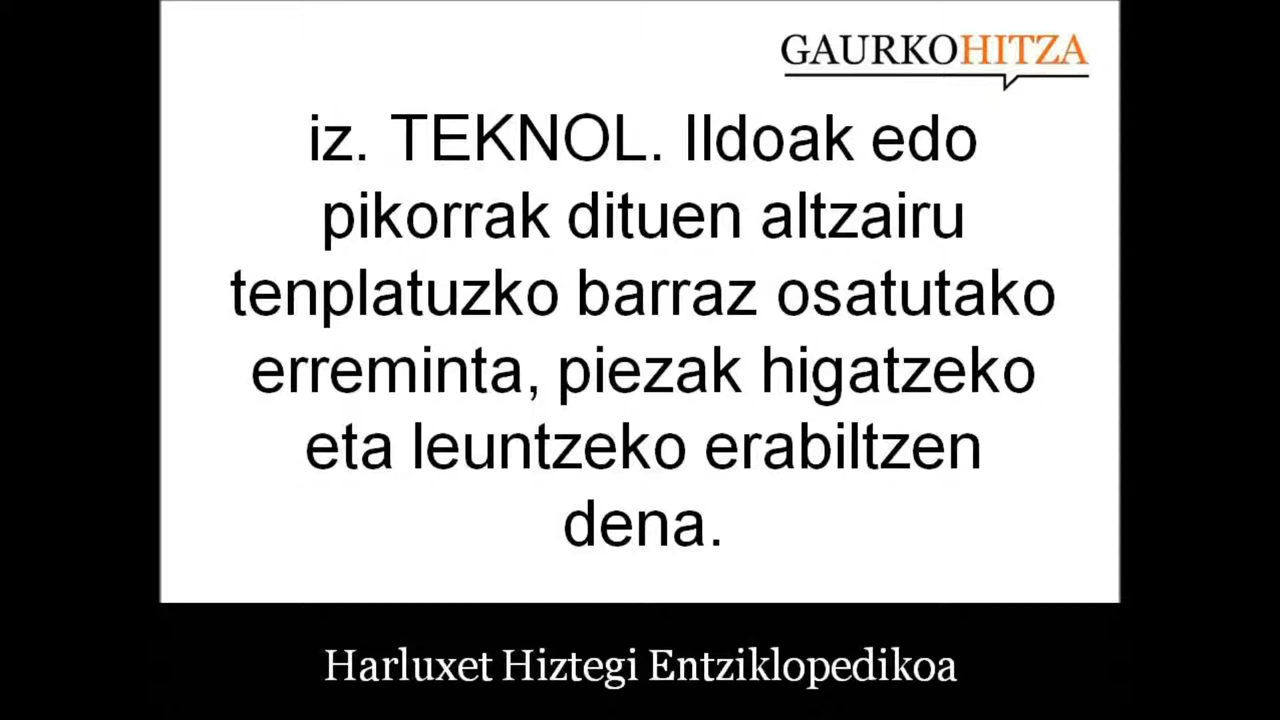 GAURKOHITZA
iz. TEKNOL. Ildoak edo
pikorrak dituen altzairu
tenplatuzko barraz osatutako
erreminta, piezak higatzeko
eta leuntzeko erabiltzen
dena.
Harluxet Hiztegi Entziklopedikoa